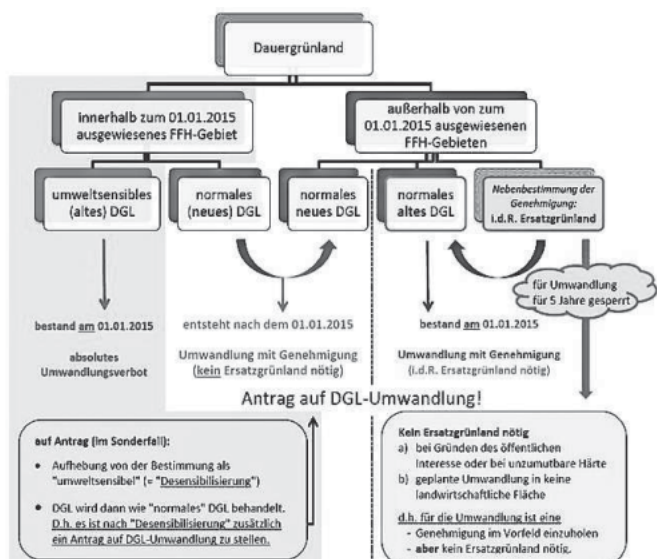 Dauergrünland
innerhalb zum 01.01.2015
ausgewiesenes FFH-Gebiet
außerhalb von zum
01.01.2015 ausgewiesenen
FFH-Gebieten
umweltsensibles
(altes) DGL
normales
(neues) DGL
normales
neues DGL
normales
altes DGL
Nebenbestimmung der
Genehmigung:
i.d.R. Ersatzgrünland
für Umwandlung
für 5 Jahre gesperrt
bestand am 01.01.2015
absolutes
Umwandlungsverbot
entsteht nach dem 01.01.2015
Umwandlung mit Genehmigung
(kein Ersatzgrünland nötig)
bestand am 01.01.2015
Umwandlung mit Genehmigung
(i.d.R. Ersatzgrünland nötig)
Antrag auf DGL-Umwandlung!
auf Antrag (im Sonderfall):
• Aufhebung von der Bestimmung als
"umweltsensibel" (= "Desensibilisierung")
• DGL wird dann wie "normales" DGL behandelt.
D.h. es ist nach "Desensibilisierung" zusätzlich
ein Antrag auf DGL-Umwandlung zu stellen.
Kein Ersatzgrünland nötig
a) bei Gründen des öffentlichen
Interesse oder bei unzumutbare Härte
b) geplante Umwandlung in keine
landwirtschaftliche Fläche
d.h. für die Umwandlung ist eine
- Genehmigung im Vorfeld einzuholen
- aber kein Ersatzgrünland nötig.